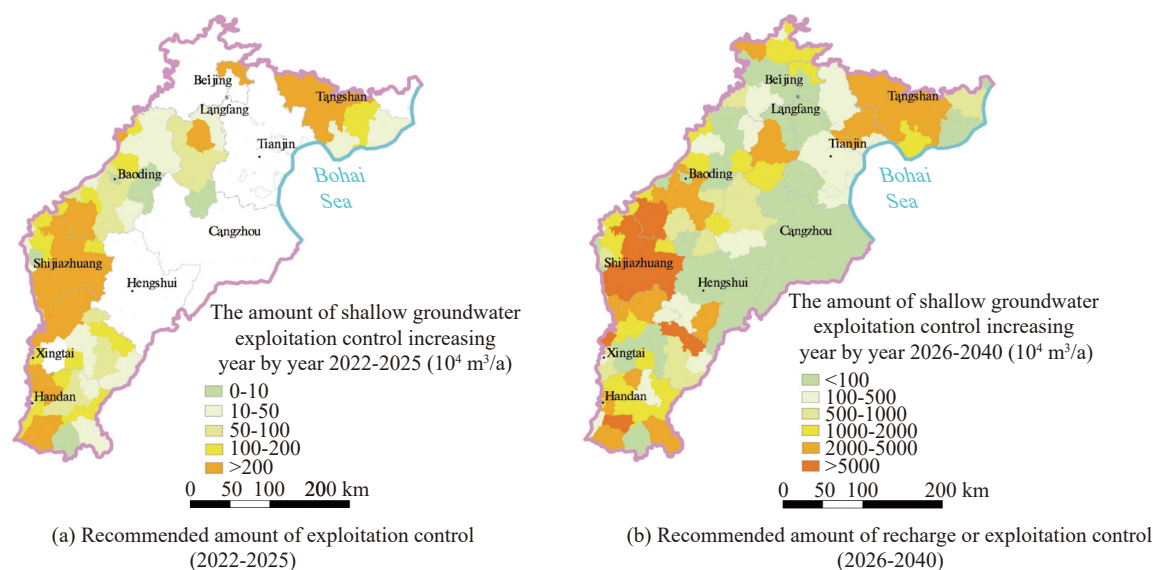 Beijing
Langfang
Tangshan
Tianjin
Bohai
Sea
Baoding
Cangzhou
Shijiazhuang
Hengshui
Xingtai
Handan
The amount of shallow groundwater
exploitation control increasing
year by year 2022-2025 (10⁴ m³/a)
0-10
10-50
50-100
100-200
>200
0 50 100 200 km
(a) Recommended amount of exploitation control
(2022-2025)
Beijing
Langfang
Tangshan
Tianjin
Bohai
Sea
Baoding
Cangzhou
Shijiazhuang
Hengshui
Xingtai
Handan
The amount of shallow groundwater
exploitation control increasing
year by year 2026-2040 (10⁴ m³/a)
<100
100-500
500-1000
1000-2000
2000-5000
>5000
0 50 100 200 km
(b) Recommended amount of recharge or exploitation control
(2026-2040)